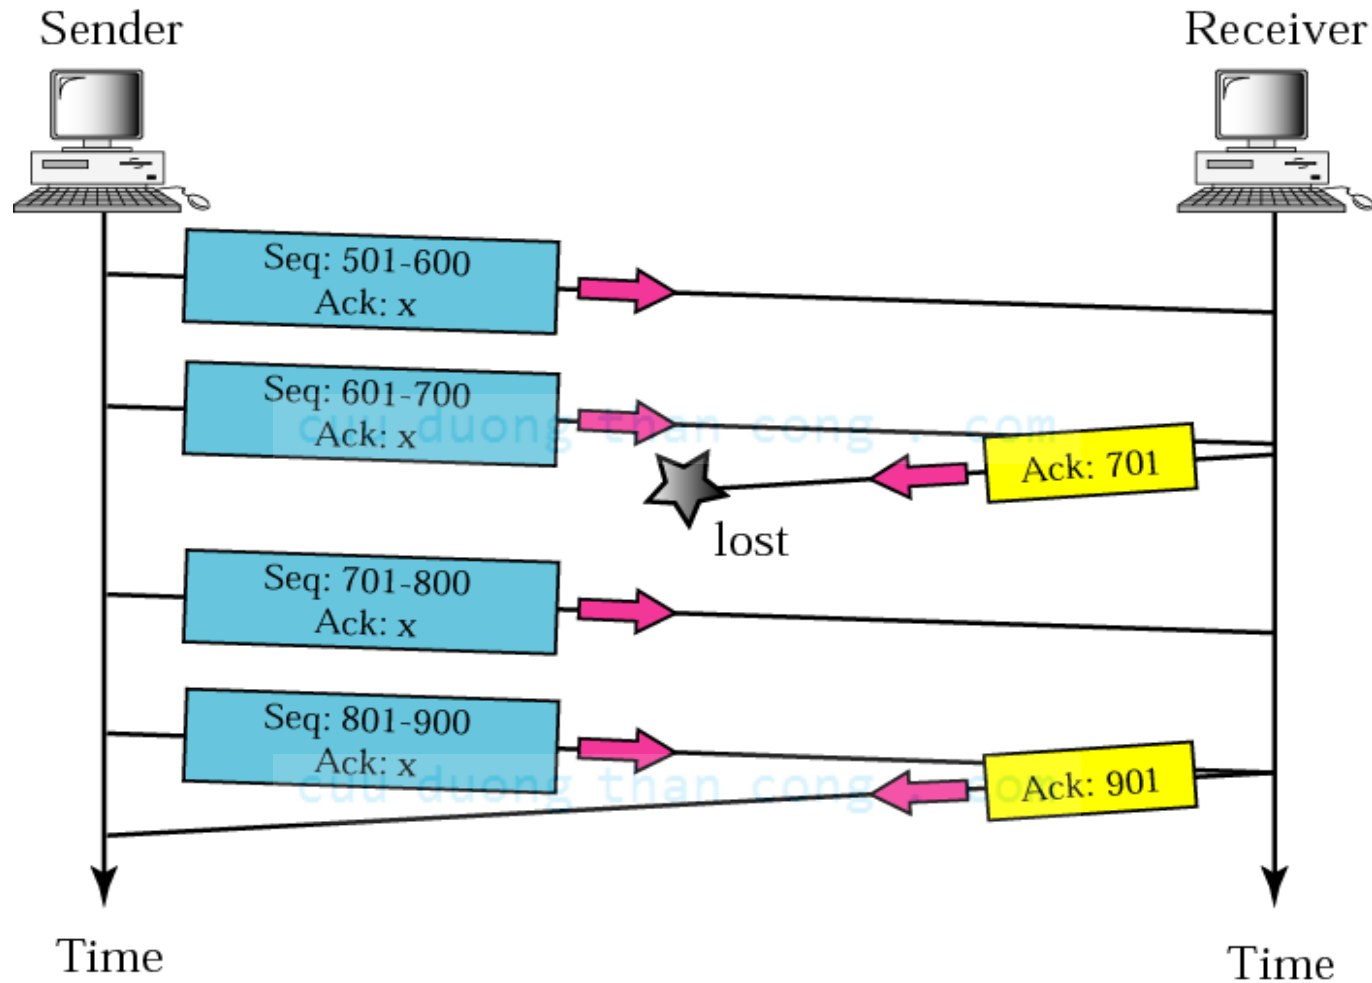 Sender
Receiver
Seq: 501-600
Ack: x
Seq: 601-700
Ack: x
cuu duong than cong . com
Ack: 701
lost
Seq: 701-800
Ack: x
Seq: 801-900
Ack: x
cuu duong than cong . com
Ack: 901
Time
Time